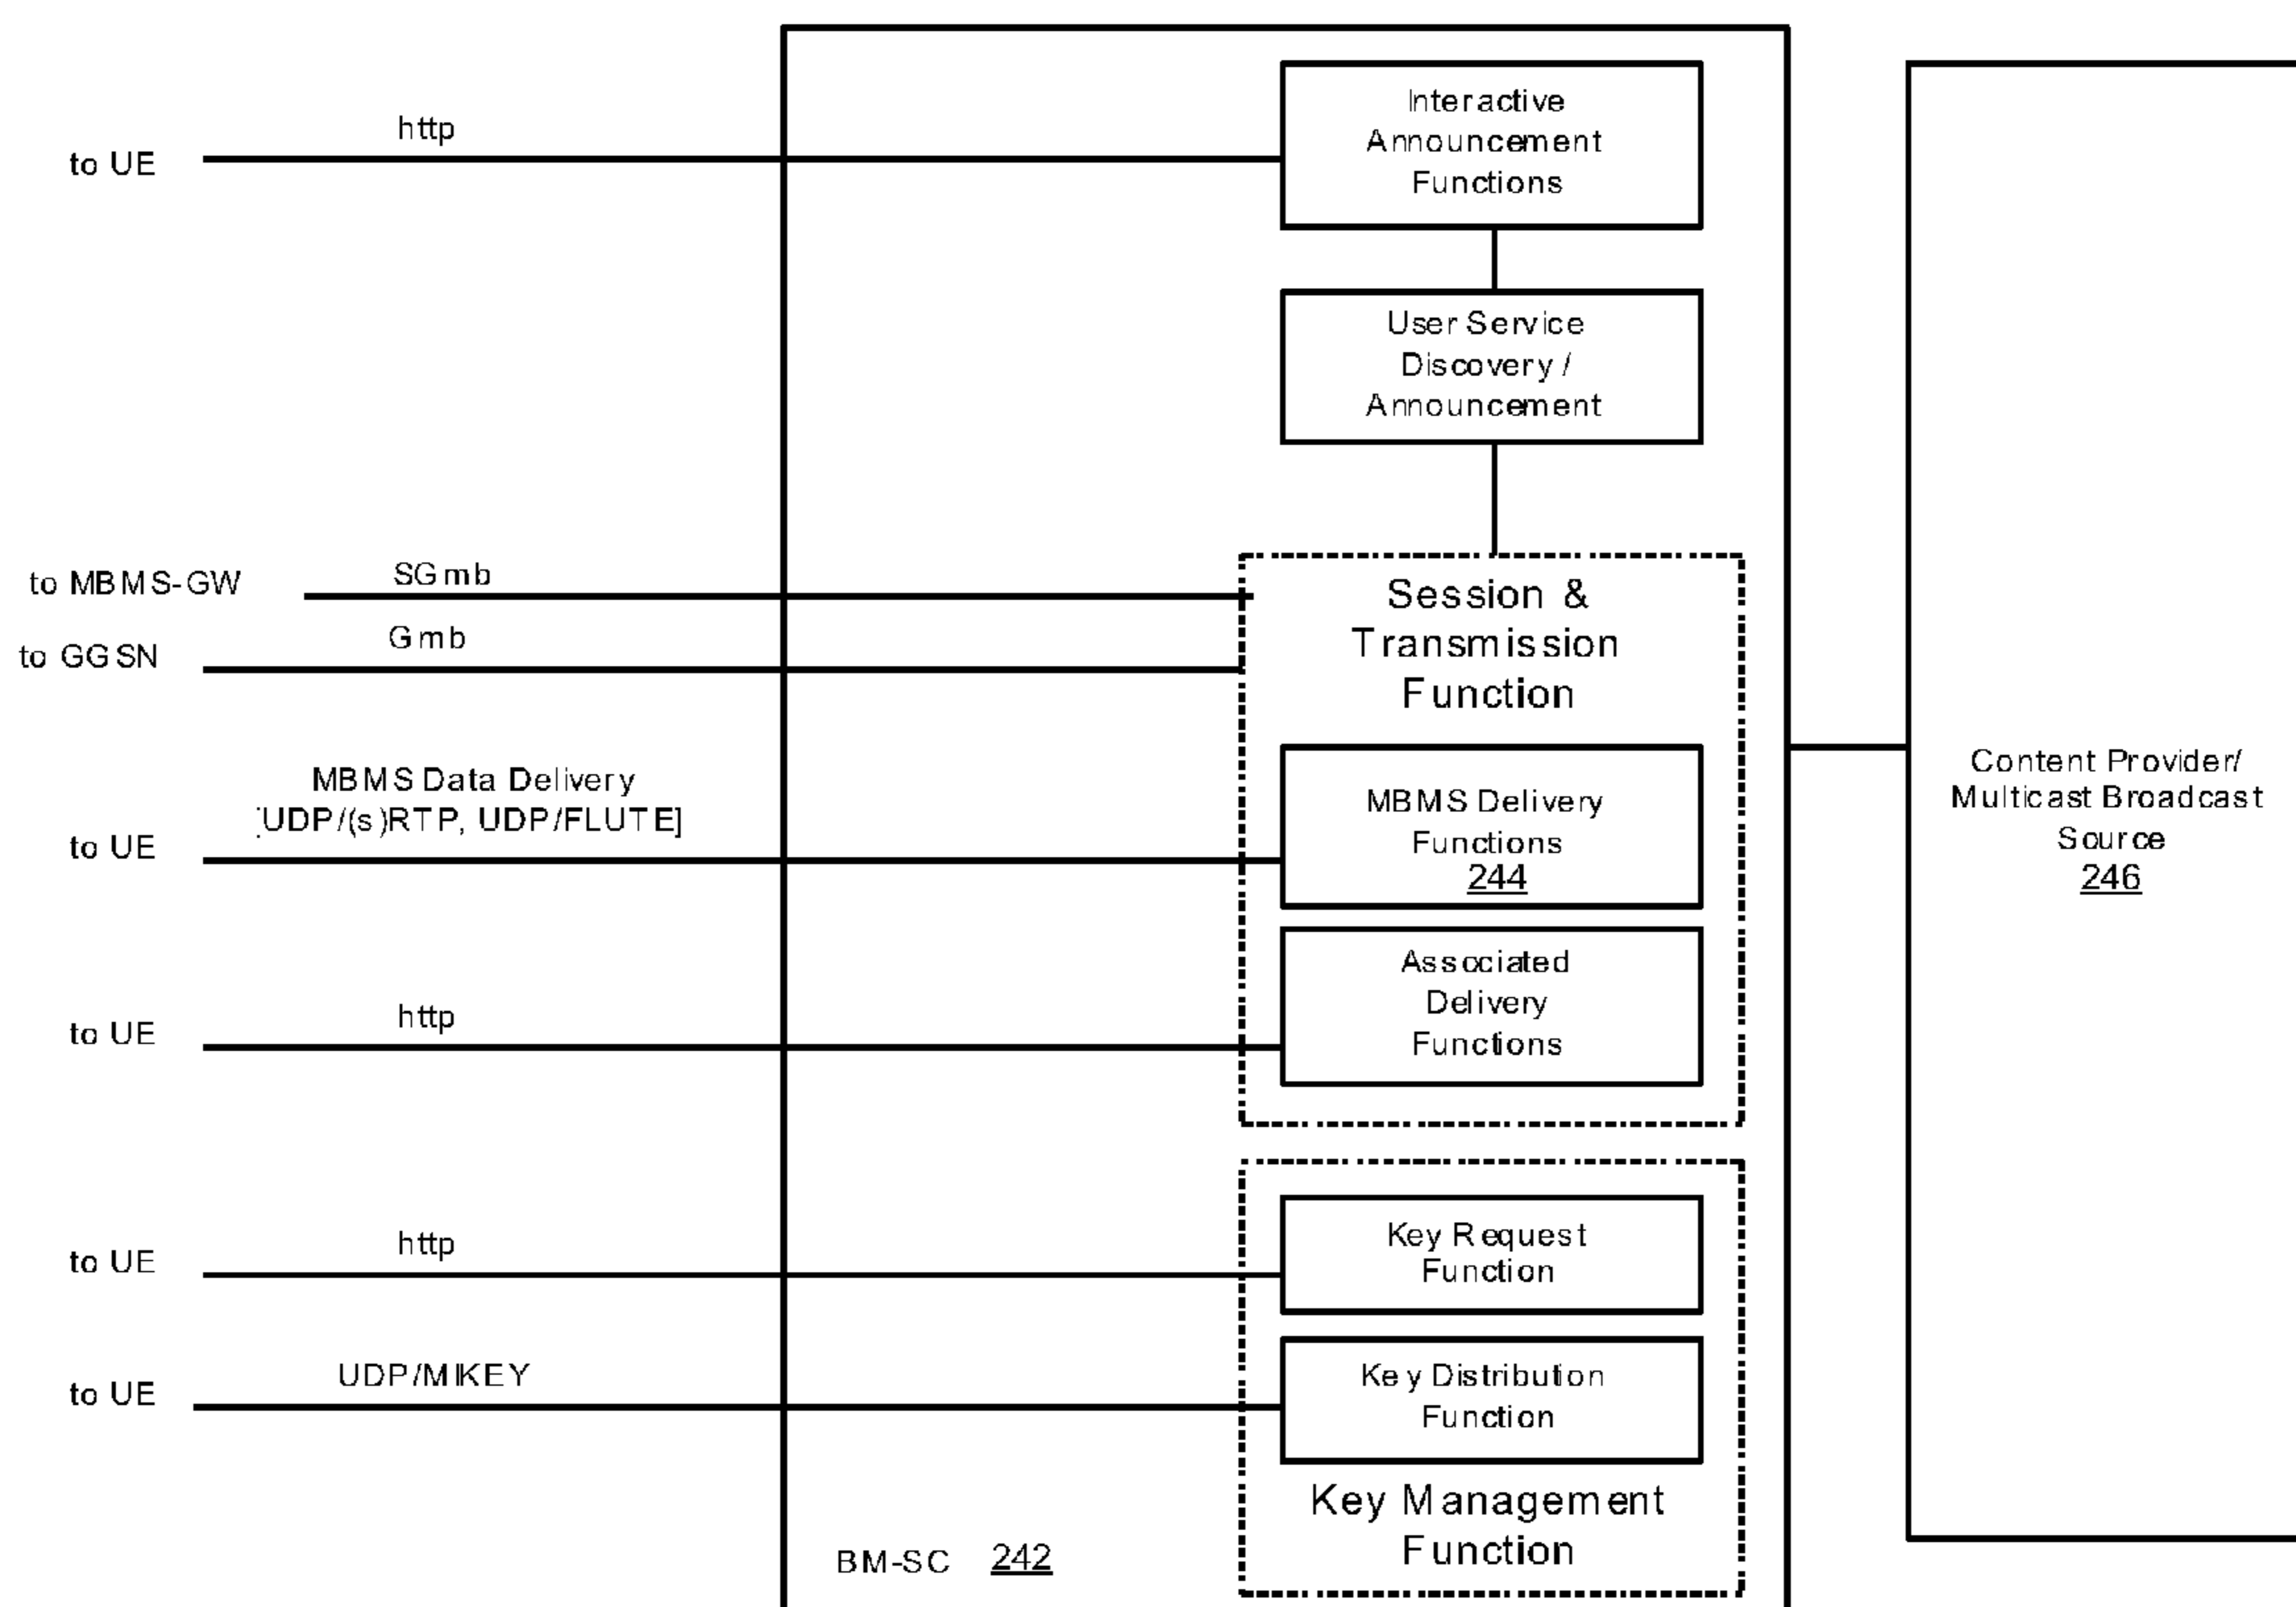 Interactive
Announcement
Functions
http
to UE
User Service
Discovery /
Announcement
to MBMS-GW
SGmb
to GGSN
Gmb
Session &
Transmission
Function
MBMS Data Delivery
[UDP/(s)RTP, UDP/FLUTE]
to UE
MBMS Delivery
Functions
244
Content Provider/
Multicast Broadcast
Source
246
Associated
Delivery
Functions
http
to UE
Key Request
Function
http
to UE
Key Distribution
Function
UDP/MIKEY
to UE
Key Management
Function
BM-SC 242